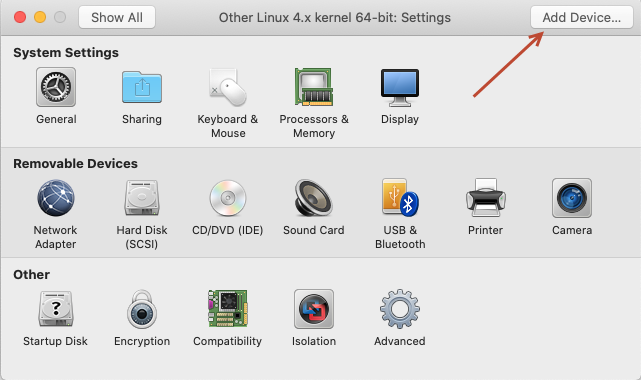 Show All
Other Linux 4.x kernel 64-bit: Settings
Add Device...
System Settings
General
Sharing
Keyboard &
Mouse
Processors &
Memory
Display
Removable Devices
Network
Adapter
Hard Disk
(SCSI)
CD/DVD (IDE)
Sound Card
USB &
Bluetooth
Printer
Camera
Other
?
Startup Disk
Encryption
Compatibility
Isolation
Advanced